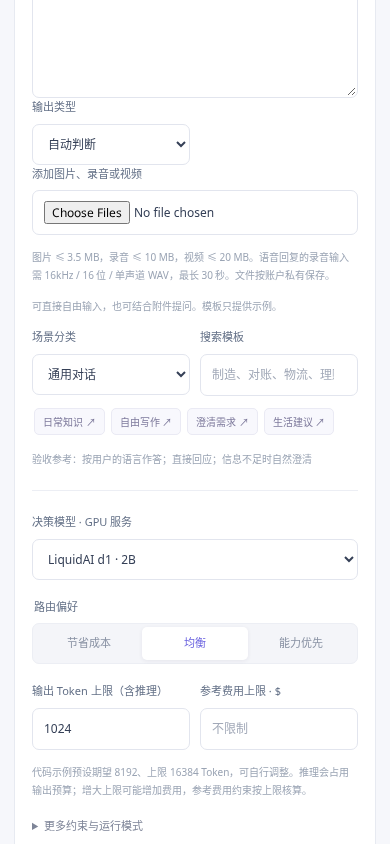 输出类型
自动判断
添加图片、录音或视频
Choose Files No file chosen
图片 ≤ 3.5 MB，录音 ≤ 10 MB，视频 ≤ 20 MB。语音回复的录音输入
需 16kHz / 16 位 / 单声道 WAV，最长 30 秒。文件按账户私有保存。
可直接自由输入，也可结合附件提问。模板只提供示例。
场景分类 搜索模板
通用对话 制造、对账、物流、理
日常知识 ↗ 自由写作 ↗ 澄清需求 ↗ 生活建议 ↗
验收参考：按用户的语言作答；直接回应；信息不足时自然澄清
决策模型 · GPU 服务
LiquidAI d1 · 2B
路由偏好
节省成本 均衡 能力优先
输出 Token 上限（含推理） 参考费用上限 · $
1024 不限制
代码示例预设期望 8192、上限 16384 Token，可自行调整。推理会占用
输出预算；增大上限可能增加费用，参考费用约束按上限核算。
▶ 更多约束与运行模式